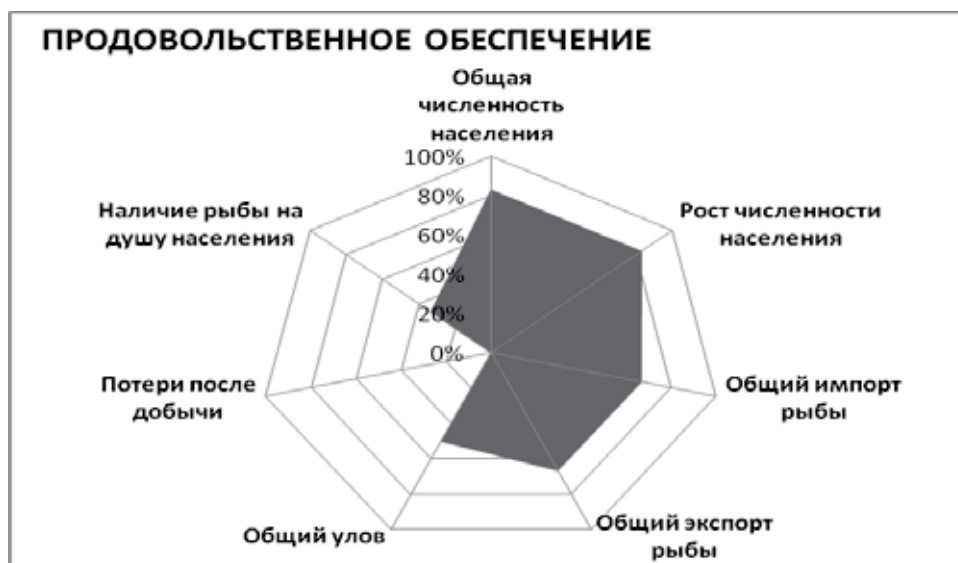 ПРОДОВОЛЬСТВЕННОЕ ОБЕСПЕЧЕНИЕ
Общая
численность
населения
100%
80%
60%
40%
20%
0%
Рост численности
населения
Общий импорт
рыбы
Общий экспорт
рыбы
Общий улов
Потери после
добычи
Наличие рыбы на
душу населения